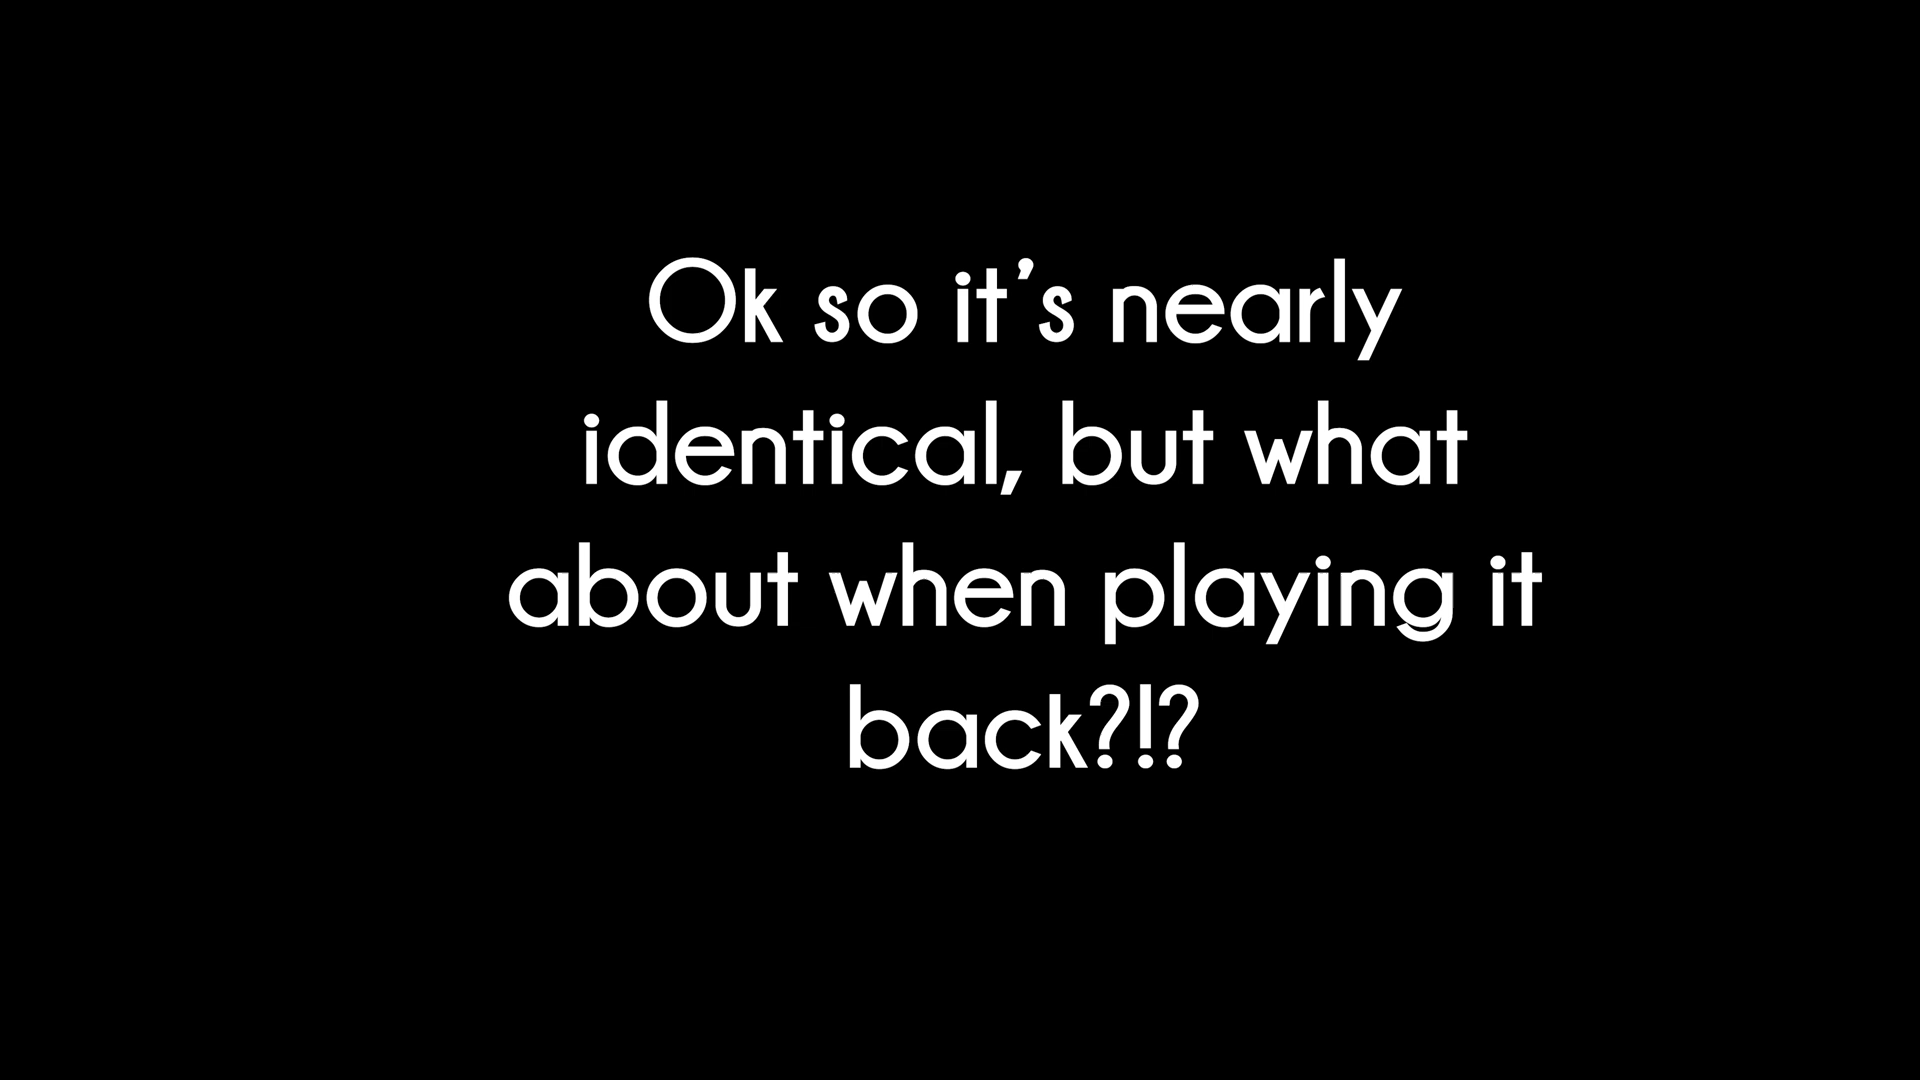 Ok so it’s nearly
identical, but what
about when playing it
back?!?